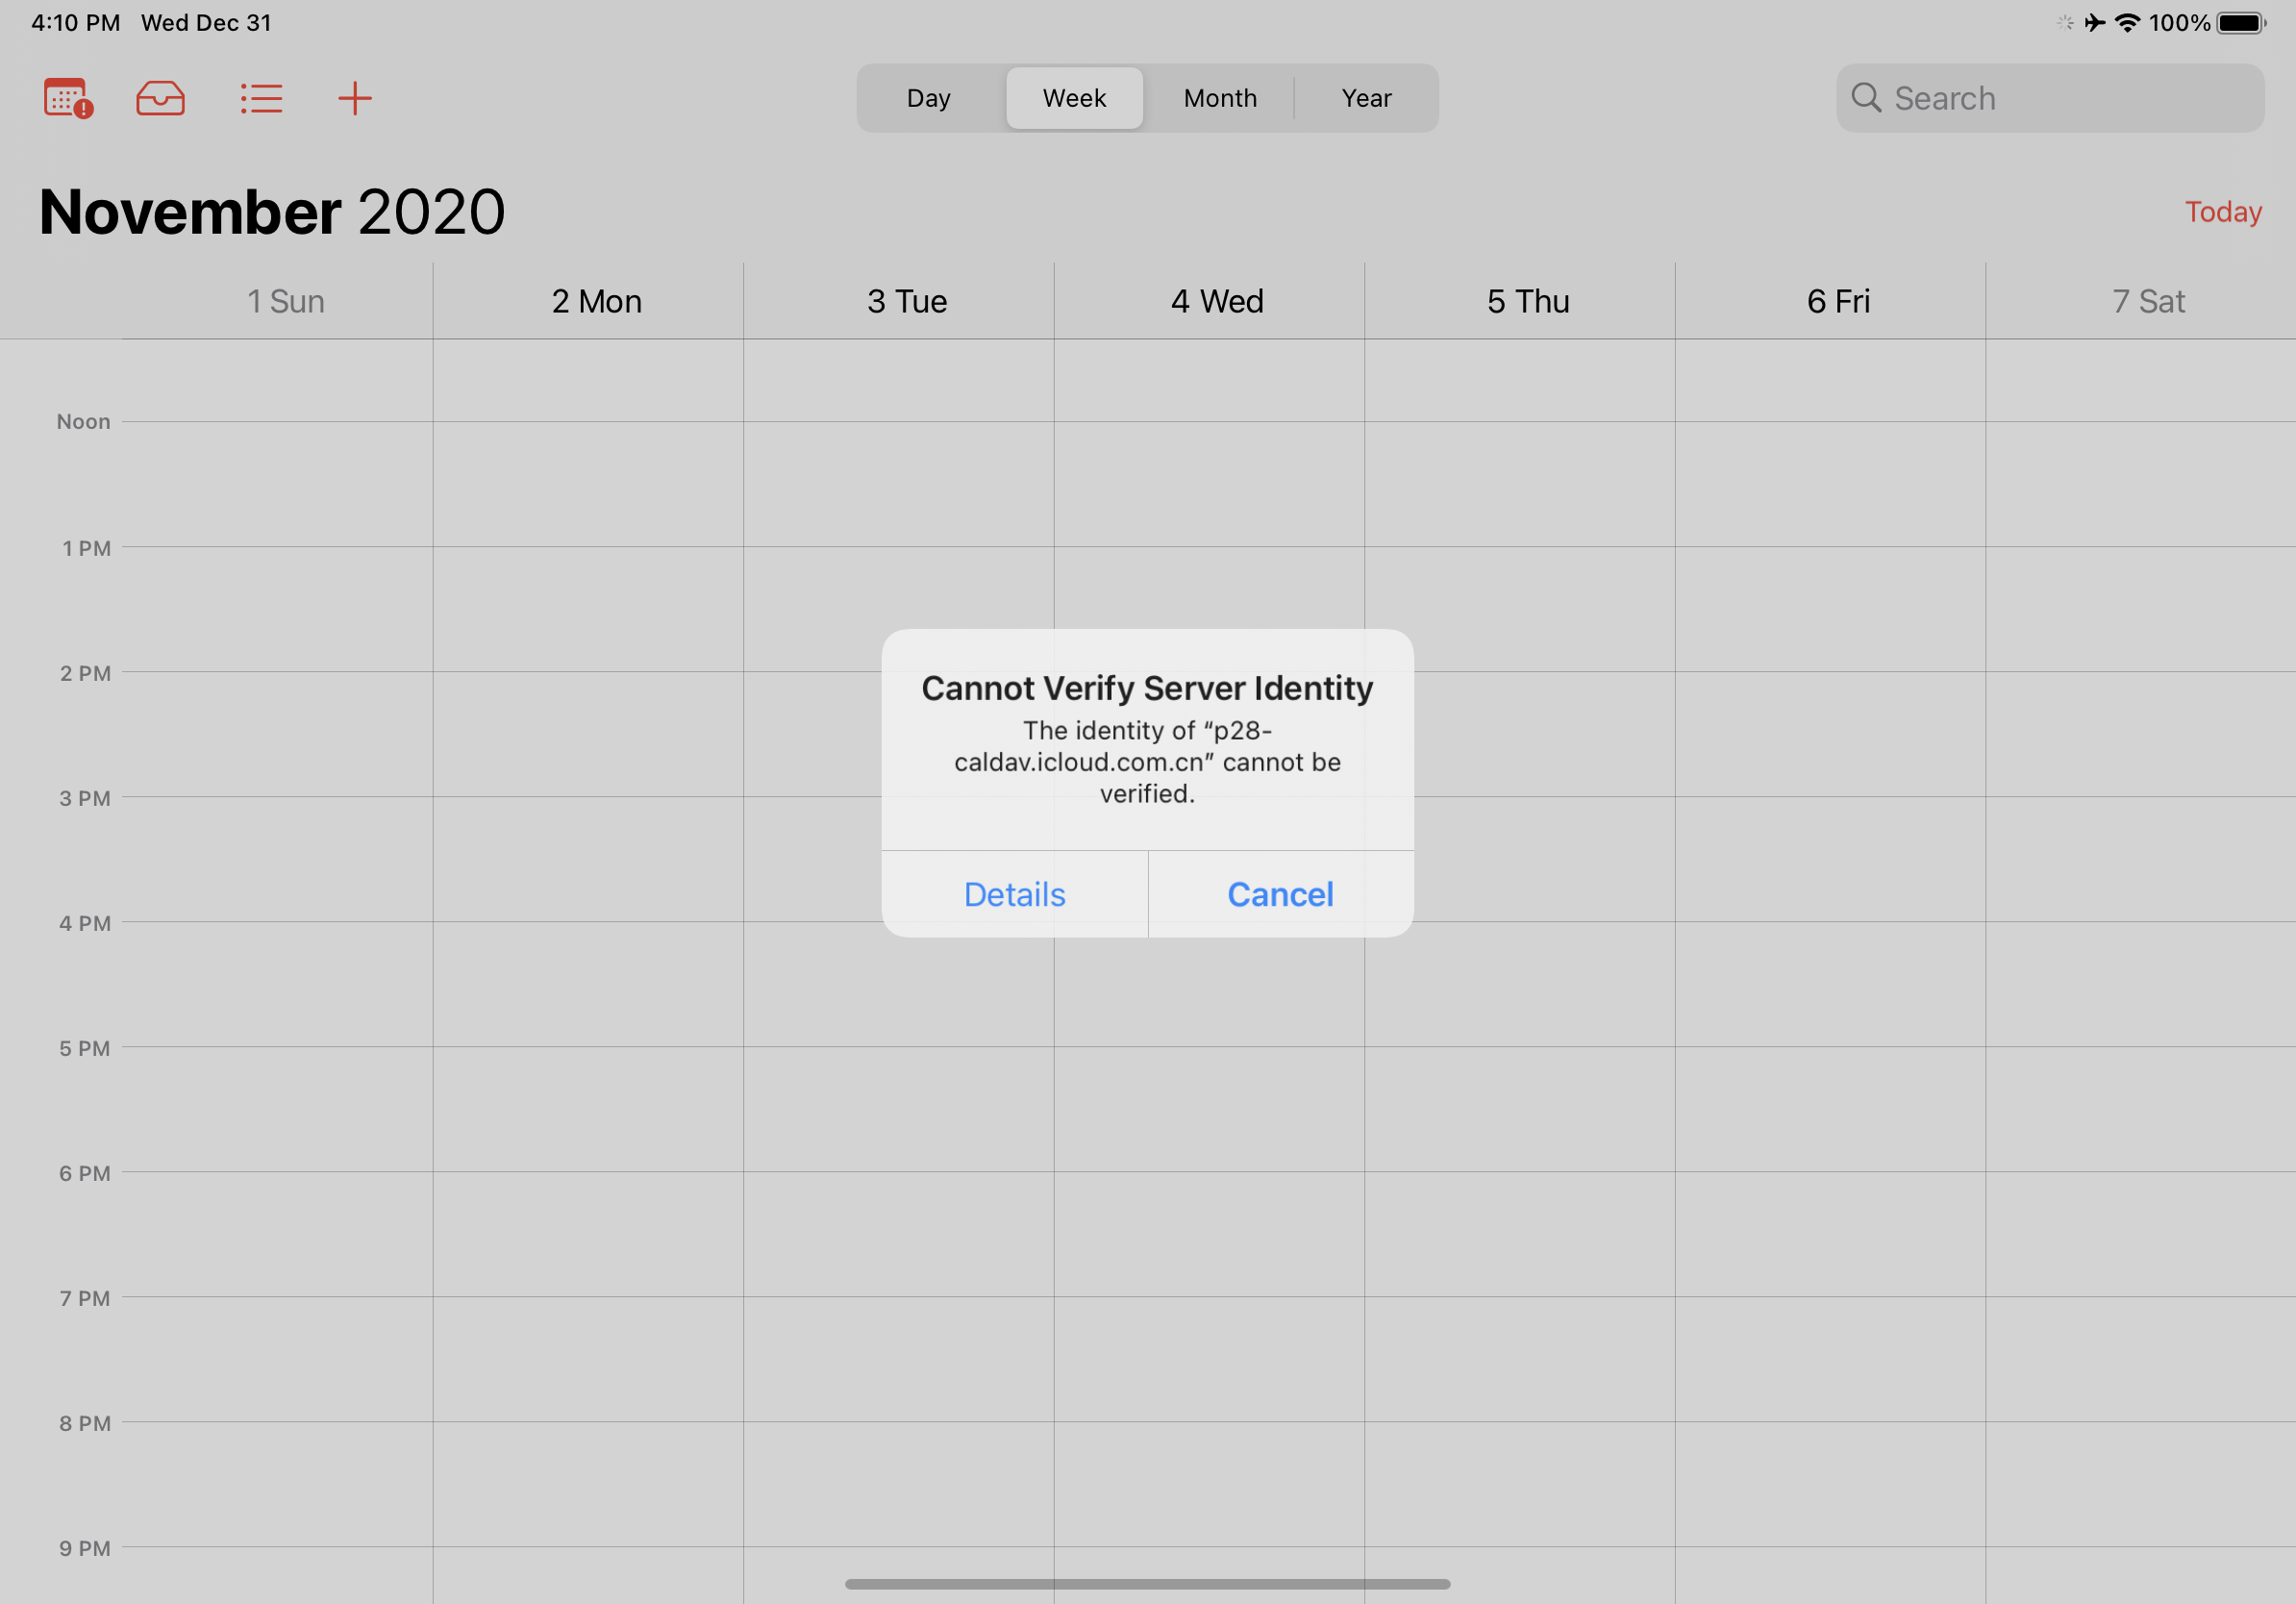 4:10 PM Wed Dec 31 100%
Day Week Month Year Search
November 2020 Today
1 Sun 2 Mon 3 Tue 4 Wed 5 Thu 6 Fri 7 Sat
Noon
1 PM
2 PM
Cannot Verify Server Identity
The identity of “p28-
caldav.icloud.com.cn” cannot be
verified.
3 PM
Details Cancel
4 PM
5 PM
6 PM
7 PM
8 PM
9 PM